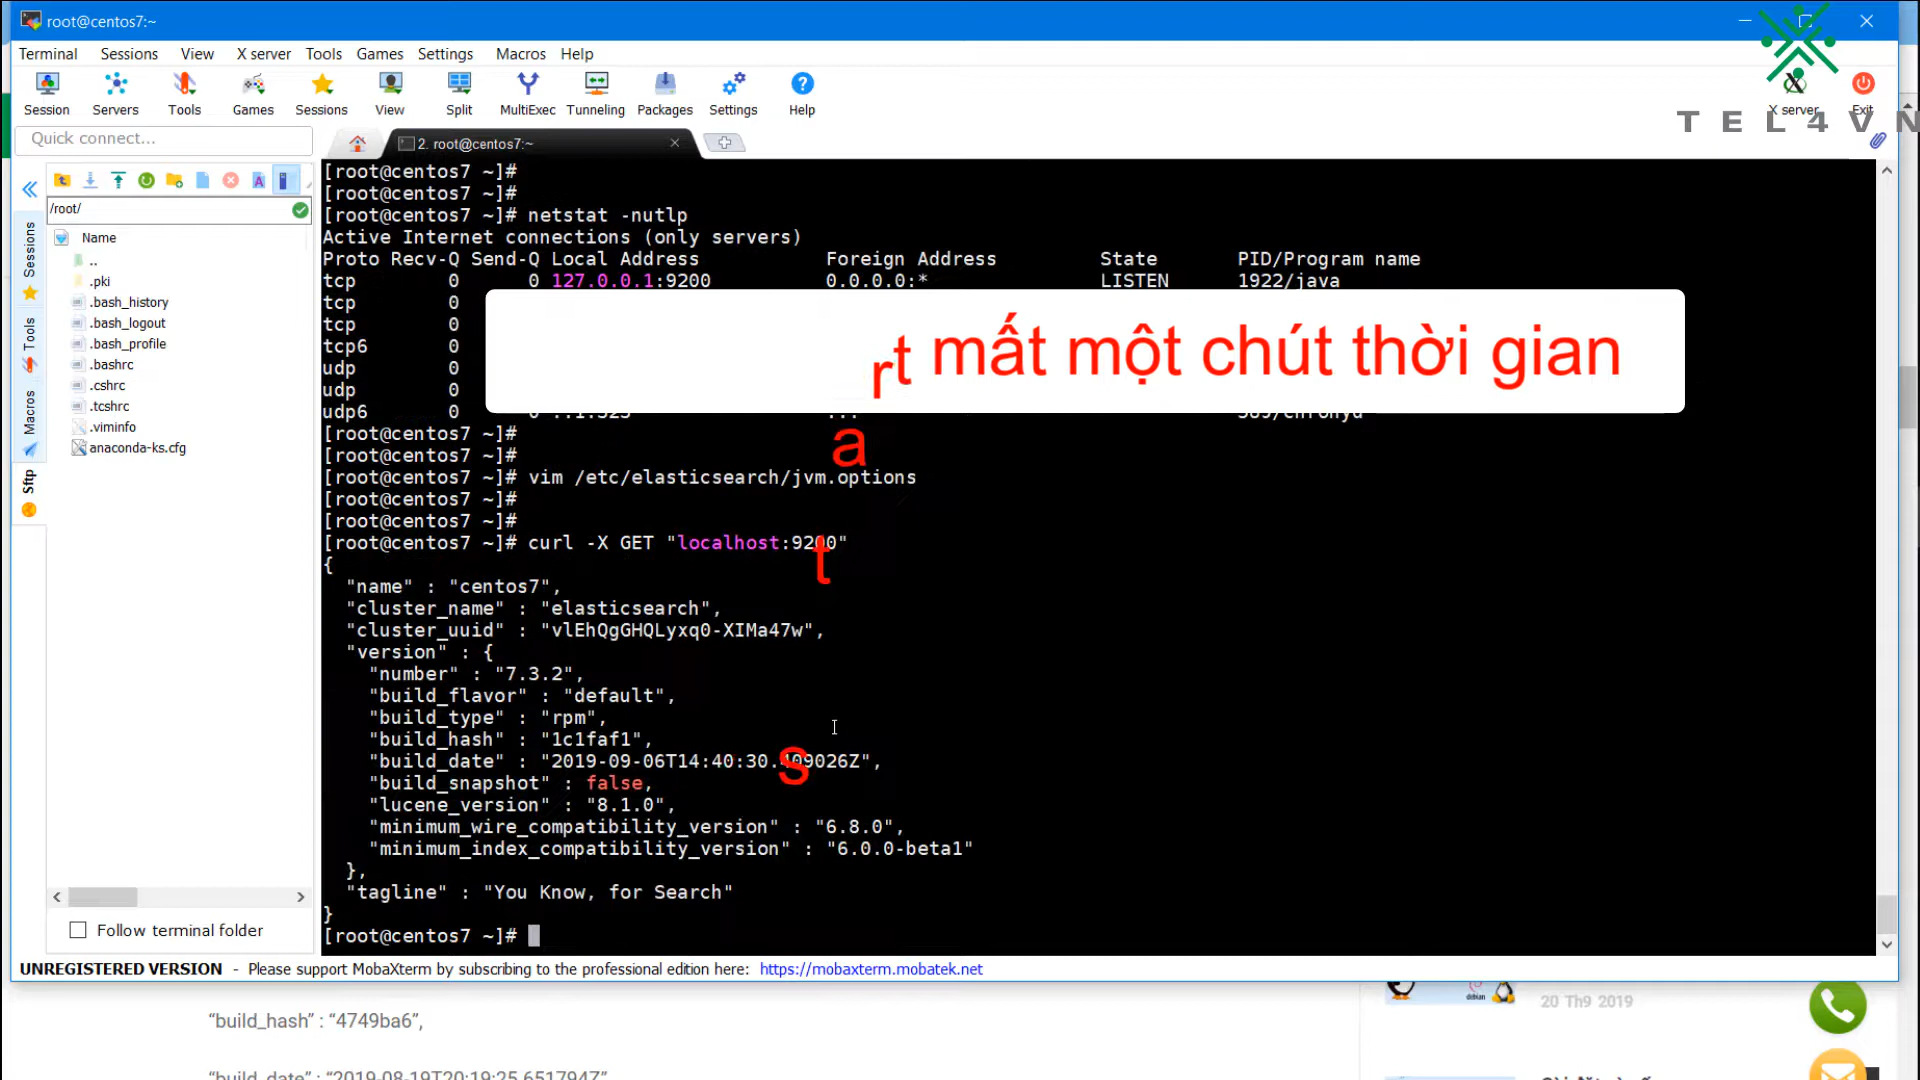 root@centos7:~
Terminal Sessions View X server Tools Games Settings Macros Help
Session Servers Tools Games Sessions View Split MultiExec Tunneling Packages Settings Help X server Exit
TEL4VN
Quick connect...
2. root@centos7:~
/root/
Name
..
.pki
.bash_history
.bash_logout
.bash_profile
.bashrc
.cshrc
.tcshrc
.viminfo
anaconda-ks.cfg
Sessions
Tools
Macros
Sftp
Follow terminal folder
[root@centos7 ~]#
[root@centos7 ~]#
[root@centos7 ~]# netstat -nutlp
Active Internet connections (only servers)
Proto Recv-Q Send-Q Local Address Foreign Address State PID/Program name
tcp 0 0 127.0.0.1:9200 0.0.0.0:* LISTEN 1922/java
tcp 0
tcp 0
tcp6 0
udp 0
udp 0
udp6 0
start mất một chút thời gian
[root@centos7 ~]#
[root@centos7 ~]#
[root@centos7 ~]# vim /etc/elasticsearch/jvm.options
[root@centos7 ~]#
[root@centos7 ~]#
[root@centos7 ~]# curl -X GET "localhost:9200"
{
"name" : "centos7",
"cluster_name" : "elasticsearch",
"cluster_uuid" : "vlEhQgGHQLyxq0-XIMa47w",
"version" : {
"number" : "7.3.2",
"build_flavor" : "default",
"build_type" : "rpm",
"build_hash" : "1c1faf1",
"build_date" : "2019-09-06T14:40:30.409026Z",
"build_snapshot" : false,
"lucene_version" : "8.1.0",
"minimum_wire_compatibility_version" : "6.8.0",
"minimum_index_compatibility_version" : "6.0.0-beta1"
},
"tagline" : "You Know, for Search"
}
[root@centos7 ~]#
UNREGISTERED VERSION - Please support MobaXterm by subscribing to the professional edition here: https://mobaxterm.mobatek.net
“build_hash” : “4749ba6”,
“build_date” : “2019-08-19T20:19:25.651794Z”
debian
20 Th9 2019